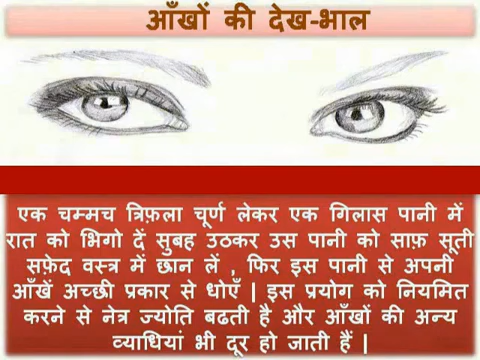 आँखों की देख-भाल
एक चम्मच त्रिफ़ला चूर्ण लेकर एक गिलास पानी में
रात को भिगो दें सुबह उठकर उस पानी को साफ़ सूती
सफ़ेद वस्त्र में छान लें , फिर इस पानी से अपनी
आँखें अच्छी प्रकार से धोएँ | इस प्रयोग को नियमित
करने से नेत्र ज्योति बढती है और आँखों की अन्य
व्याधियां भी दूर हो जाती हैं |